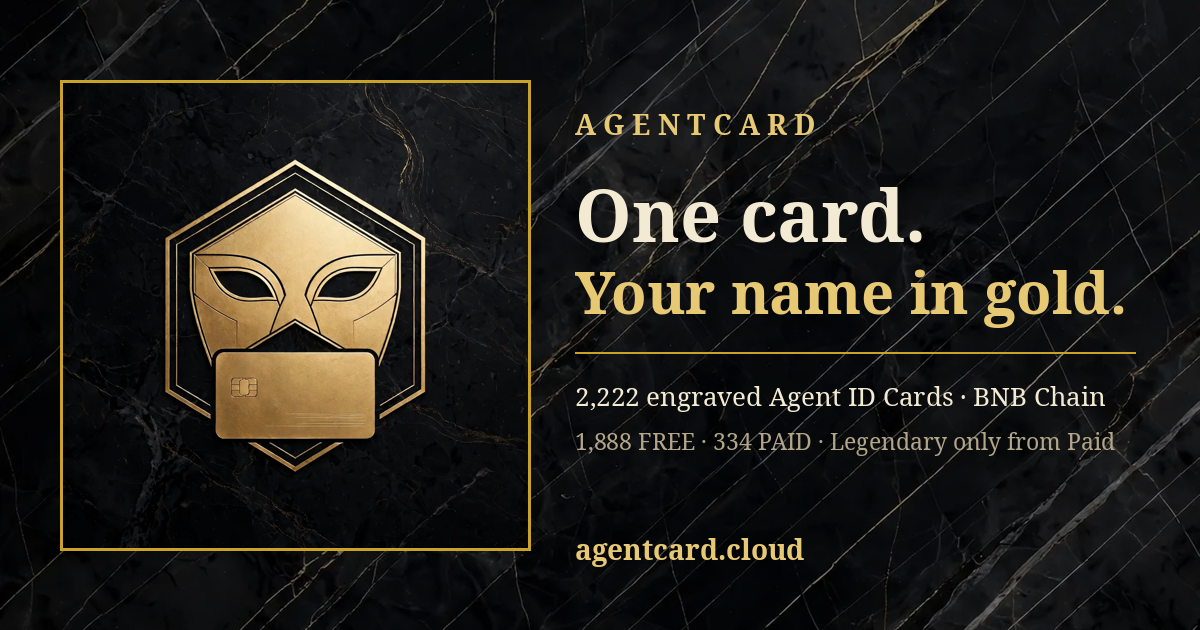 AGENTCARD
One card.
Your name in gold.
2,222 engraved Agent ID Cards · BNB Chain
1,888 FREE · 334 PAID · Legendary only from Paid
agentcard.cloud